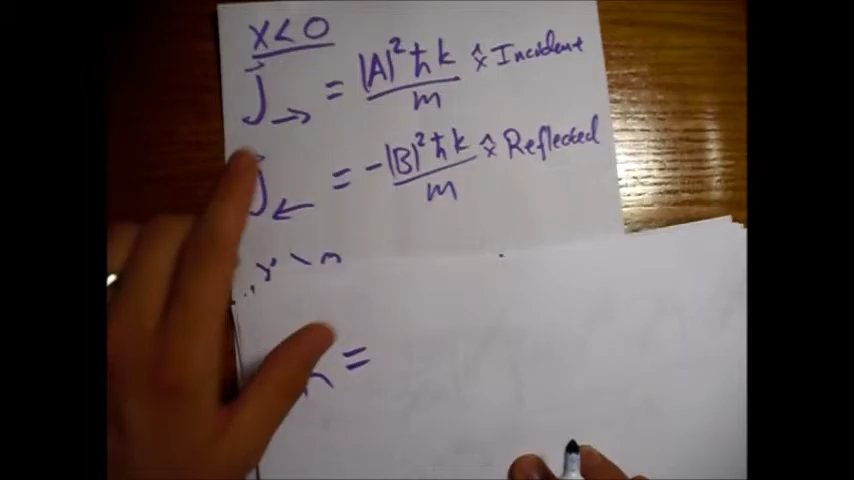 x < 0
j⃗→ = |A|²ħk/m x̂ Incident
j⃗← = -|B|²ħk/m x̂ Reflected
=